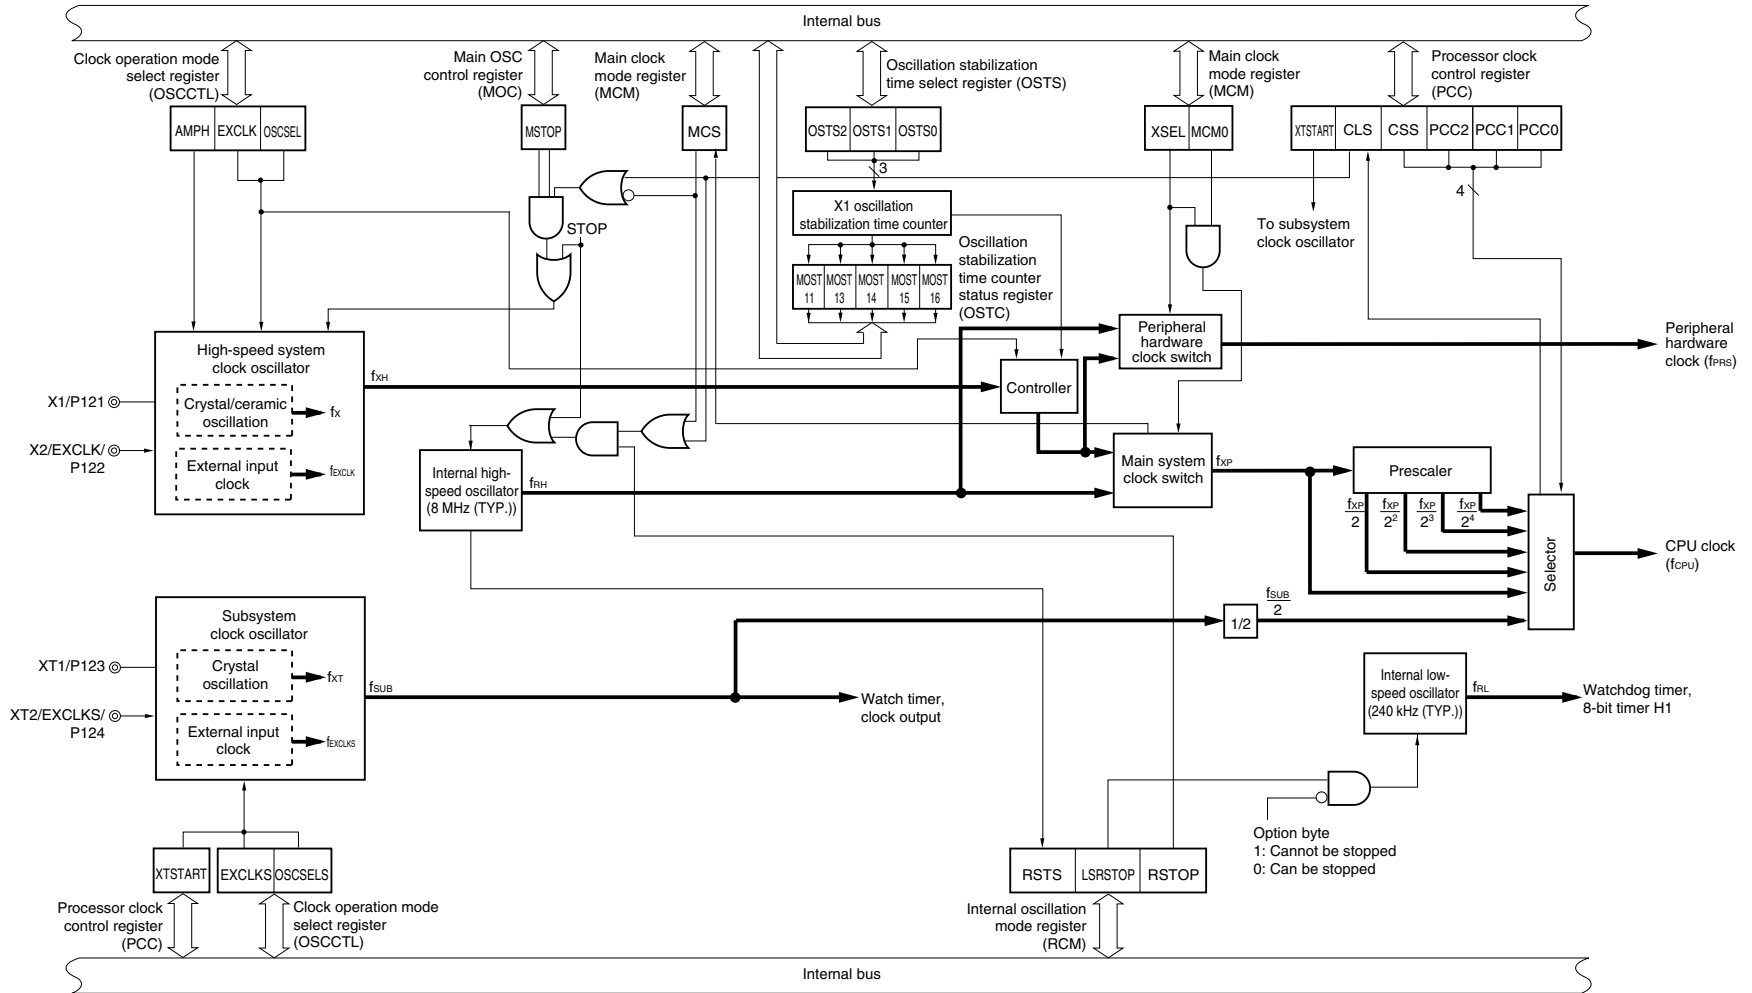 Internal bus
Clock operation mode
select register
(OSCCTL)
Main OSC
control register
(MOC)
Main clock
mode register
(MCM)
Oscillation stabilization
time select register (OSTS)
Main clock
mode register
(MCM)
Processor clock
control register
(PCC)
AMPH
EXCLK
OSCSEL
MSTOP
MCS
OSTS2
OSTS1
OSTS0
XSEL
MCM0
XTSTART
CLS
CSS
PCC2
PCC1
PCC0
3
4
STOP
X1 oscillation
stabilization time counter
To subsystem
clock oscillator
Oscillation
stabilization
time counter
status register
(OSTC)
MOST
11
MOST
13
MOST
14
MOST
15
MOST
16
High-speed system
clock oscillator
Crystal/ceramic
oscillation
fX
External input
clock
fEXCLK
X1/P121
X2/EXCLK/
P122
fXH
Controller
Peripheral
hardware
clock switch
Peripheral
hardware
clock (fPRS)
Internal high-
speed oscillator
(8 MHz (TYP.))
fRH
Main system
clock switch
fXP
Prescaler
fXP
2
fXP
2²
fXP
2³
fXP
2⁴
Selector
CPU clock
(fCPU)
fSUB
2
1/2
Subsystem
clock oscillator
Crystal
oscillation
fXT
External input
clock
fEXCLKS
XT1/P123
XT2/EXCLKS/
P124
fSUB
Watch timer,
clock output
Internal low-
speed oscillator
(240 kHz (TYP.))
fRL
Watchdog timer,
8-bit timer H1
Option byte
1: Cannot be stopped
0: Can be stopped
XTSTART
EXCLKS
OSCSELS
RSTS
LSRSTOP
RSTOP
Processor clock
control register
(PCC)
Clock operation mode
select register
(OSCCTL)
Internal oscillation
mode register
(RCM)
Internal bus